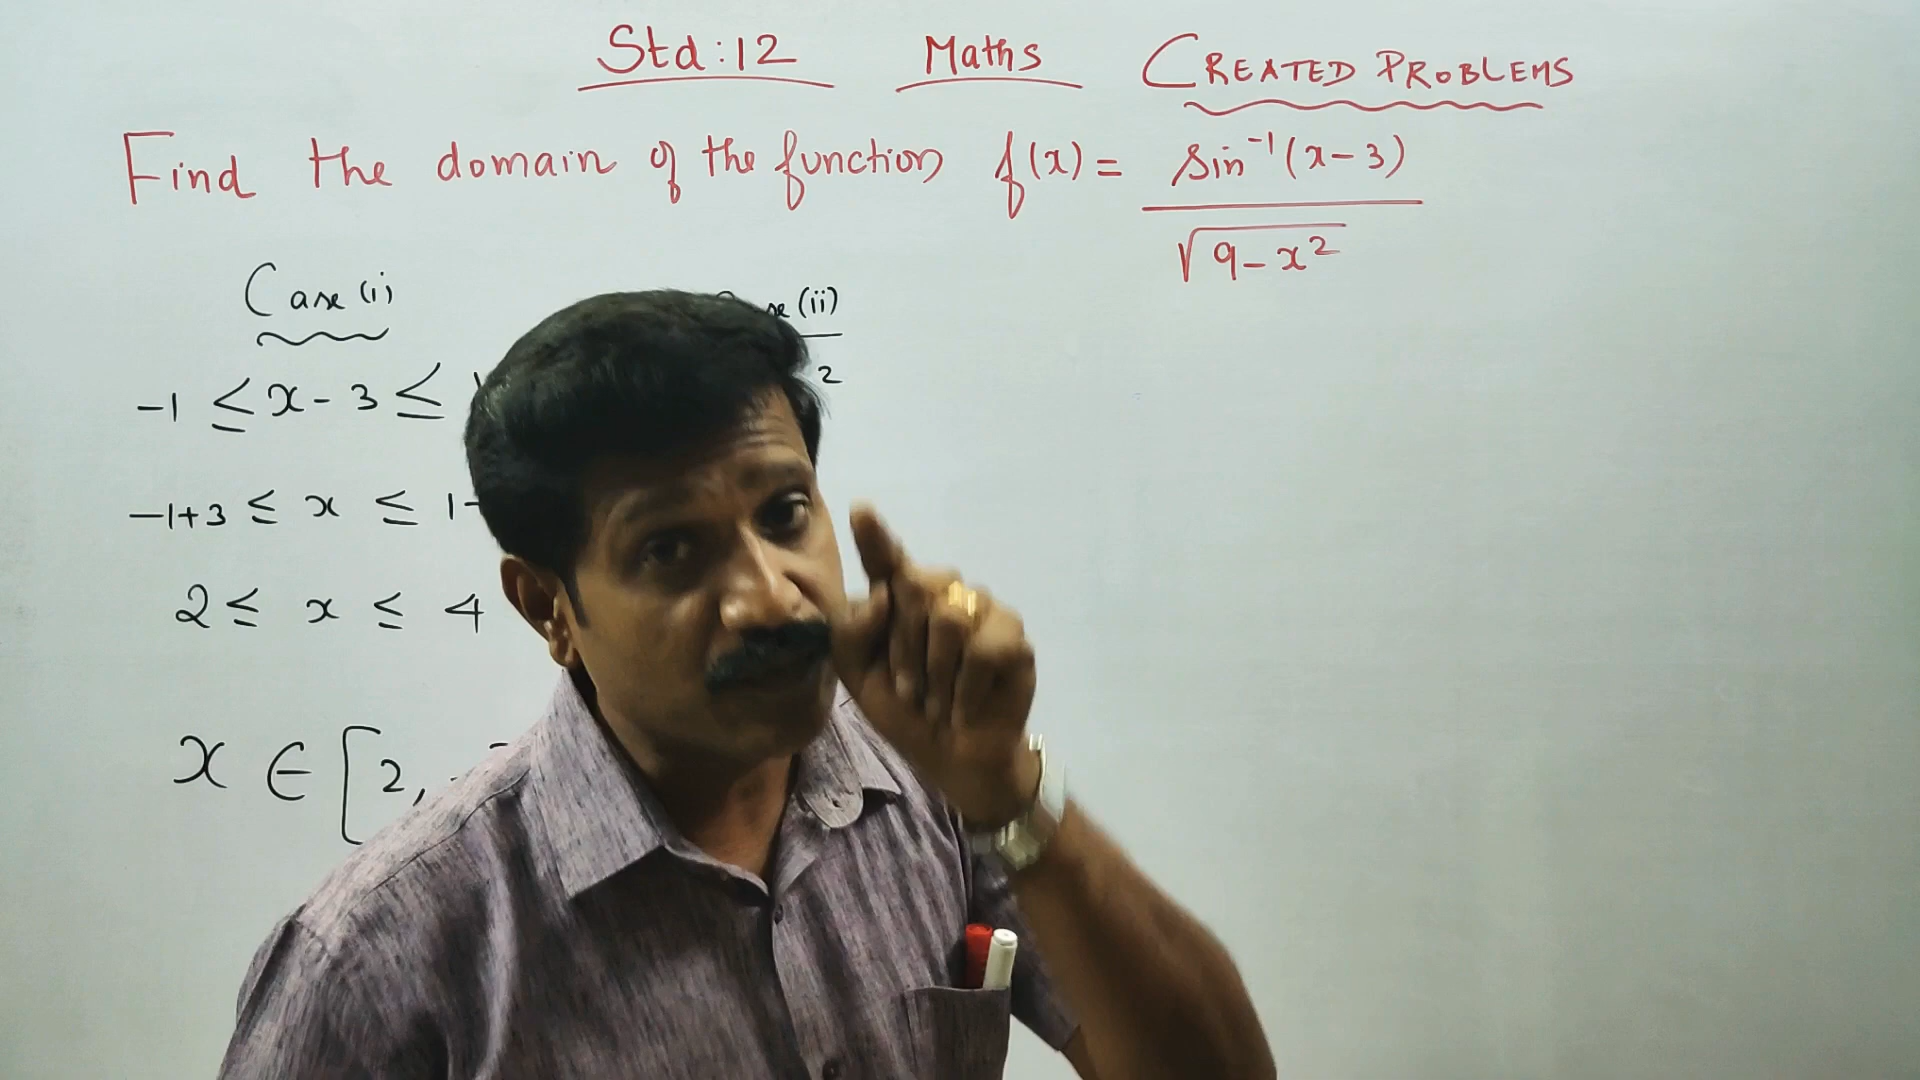 Std:12 Maths CREATED PROBLEMS
Find the domain of the function f(x) = sin⁻¹(x-3) / √(9-x²)
Case (i)
(ii)
-1 ≤ x - 3 ≤
2
-1+3 ≤ x ≤ 1
2 ≤ x ≤ 4
x ∈ [2,